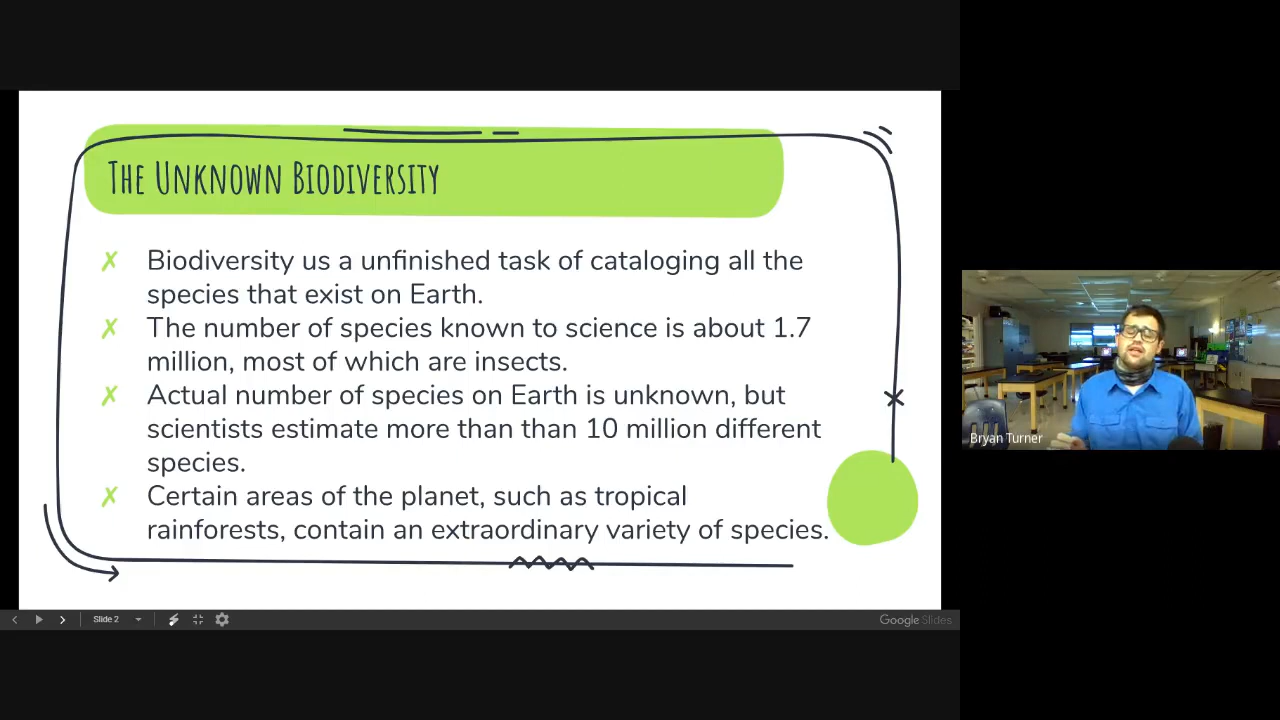 The Unknown Biodiversity
✗ Biodiversity us a unfinished task of cataloging all the
species that exist on Earth.
✗ The number of species known to science is about 1.7
million, most of which are insects.
✗ Actual number of species on Earth is unknown, but
scientists estimate more than than 10 million different
species.
✗ Certain areas of the planet, such as tropical
rainforests, contain an extraordinary variety of species.
Bryan Turner
Slide 2
Google Slides